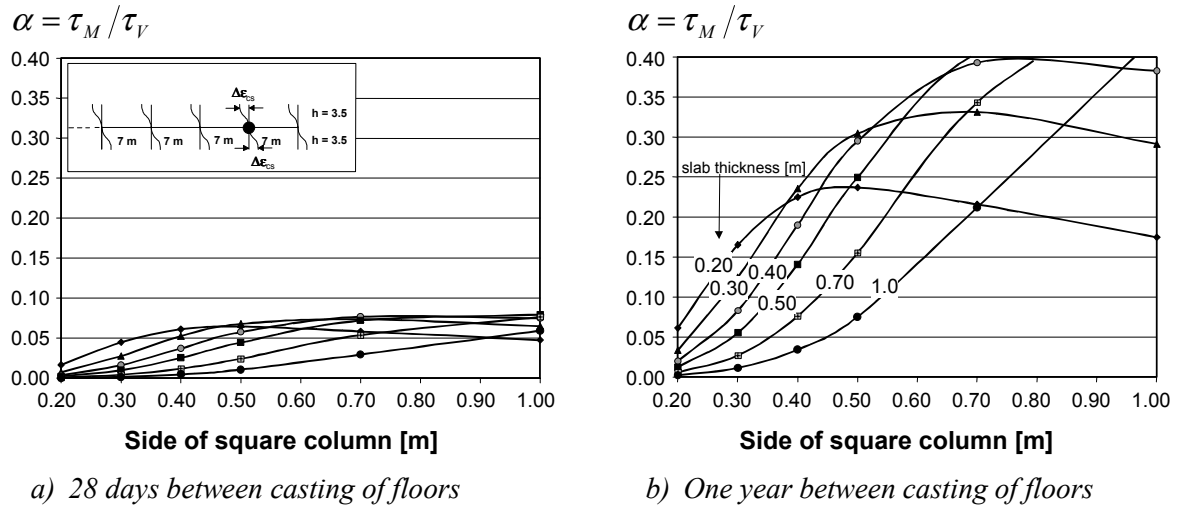 α = τM/τV
0.40
0.35
0.30
0.25
0.20
0.15
0.10
0.05
0.00
Δεcs
h = 3.5
7 m 7 m 7 m 7 m h = 3.5
Δεcs
0.20 0.30 0.40 0.50 0.60 0.70 0.80 0.90 1.00
Side of square column [m]
a) 28 days between casting of floors
α = τM/τV
0.40
0.35
0.30
0.25
0.20
0.15
0.10
0.05
0.00
slab thickness [m]
0.20
0.30
0.40
0.50
0.70
1.0
0.20 0.30 0.40 0.50 0.60 0.70 0.80 0.90 1.00
Side of square column [m]
b) One year between casting of floors